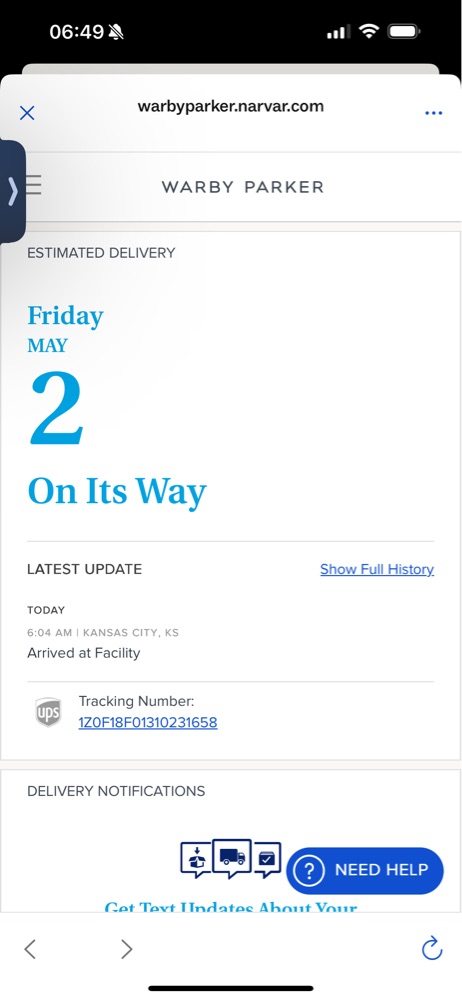 06:49
warbyparker.narvar.com
WARBY PARKER
ESTIMATED DELIVERY
Friday
MAY
2
On Its Way
LATEST UPDATE
Show Full History
TODAY
6:04 AM | KANSAS CITY, KS
Arrived at Facility
ups
Tracking Number:
1Z0F18F01310231658
DELIVERY NOTIFICATIONS
? NEED HELP
Get Text Updates About Your